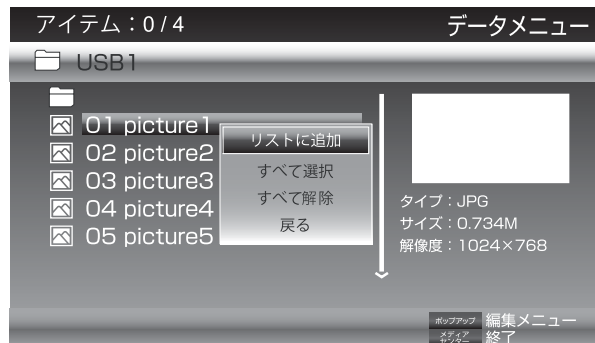 アイテム：0/4
データメニュー
USB1
01 picture1
02 picture2
03 picture3
04 picture4
05 picture5
リストに追加
すべて選択
すべて解除
戻る
タイプ：JPG
サイズ：0.734M
解像度：1024×768
ポップアップ 編集メニュー
メディアセンター 終了